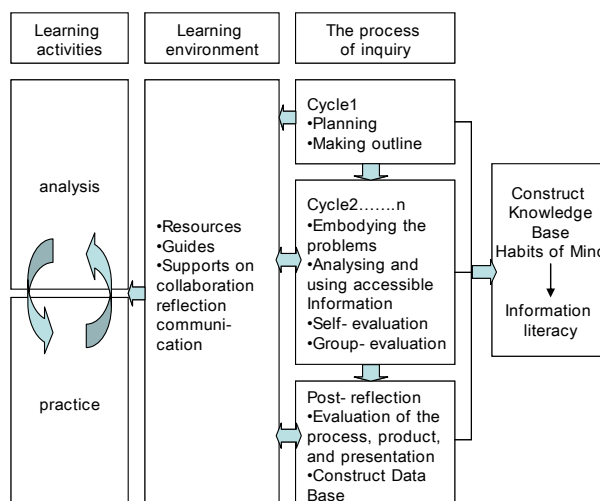 Learning
activities
Learning
environment
The process
of inquiry
analysis
practice
•Resources
•Guides
•Supports on
collaboration
reflection
communi-
cation
Cycle1
•Planning
•Making outline
Cycle2…….n
•Embodying the
problems
•Analysing and
using accessible
Information
•Self- evaluation
•Group- evaluation
Post- reflection
•Evaluation of the
process, product,
and presentation
•Construct Data
Base
Construct
Knowledge
Base
Habits of Mind
Information
literacy